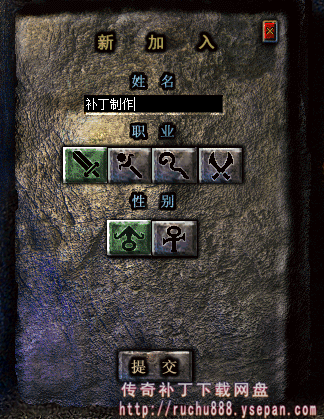 新 加 入
姓 名
补丁制作
职 业
性 别
提 交
传奇补丁下载网盘
http://ruchu888.ysepan.com